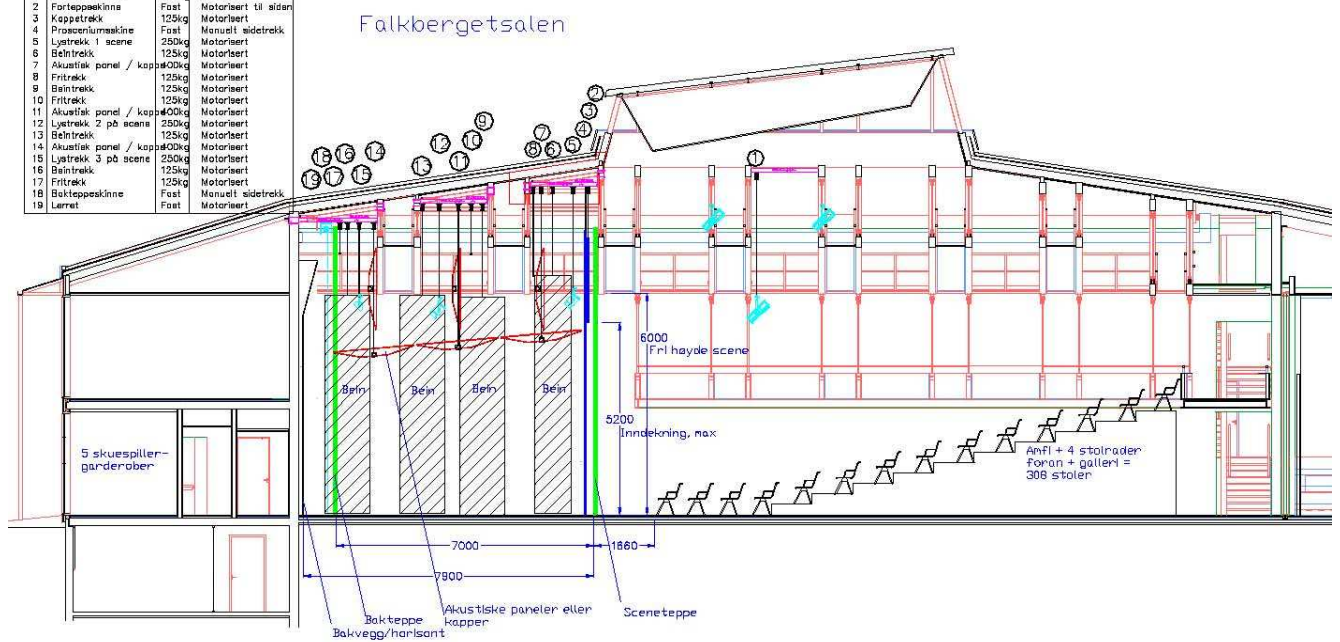 2 Forteppeskinne Fast Motorisert til siden
3 Kappetrekk 125kg Motorisert
4 Prosceniumsskine Fast Manuelt sidetrekk
5 Lystrekk 1 scene 250kg Motorisert
6 Beintrekk 125kg Motorisert
7 Akustisk panel / kappe 400kg Motorisert
8 Fritrekk 125kg Motorisert
9 Beintrekk 125kg Motorisert
10 Fritrekk 125kg Motorisert
11 Akustisk panel / kappe 400kg Motorisert
12 Lystrekk 2 på scene 250kg Motorisert
13 Beintrekk 125kg Motorisert
14 Akustisk panel / kappe 400kg Motorisert
15 Lystrekk 3 på scene 250kg Motorisert
16 Beintrekk 125kg Motorisert
17 Fritrekk 125kg Motorisert
18 Bakteppeskinne Fast Manuelt sidetrekk
19 Lerret Fast Motorisert
Falkbergetsalen
2
3
4
5
7
6
8
9
10
12
11
13
14
16
18
15
17
19
1
6000
Fri høyde scene
5200
Inndekning, max
Bein
Bein
Bein
Bein
5 skuespiller-
garderober
Amfi + 4 stolrader
foran + galleri =
308 stoler
7000
1660
7900
Akustiske paneler eller
kapper
Sceneteppe
Bakteppe
Bakvegg/horisont